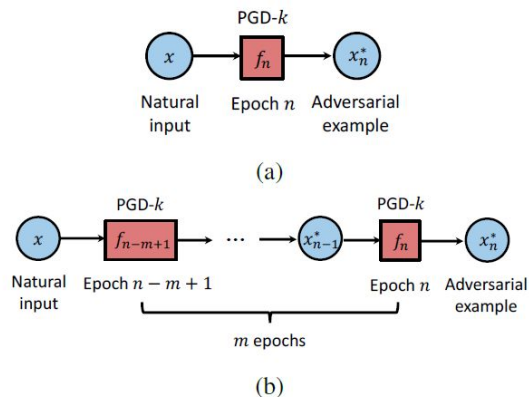 PGD-k
x
f_n
x_n^*
Natural input
Epoch n
Adversarial example
(a)
PGD-k
PGD-k
x
f_{n-m+1}
...
x_{n-1}^*
f_n
x_n^*
Natural input
Epoch n − m + 1
Epoch n
Adversarial example
m epochs
(b)